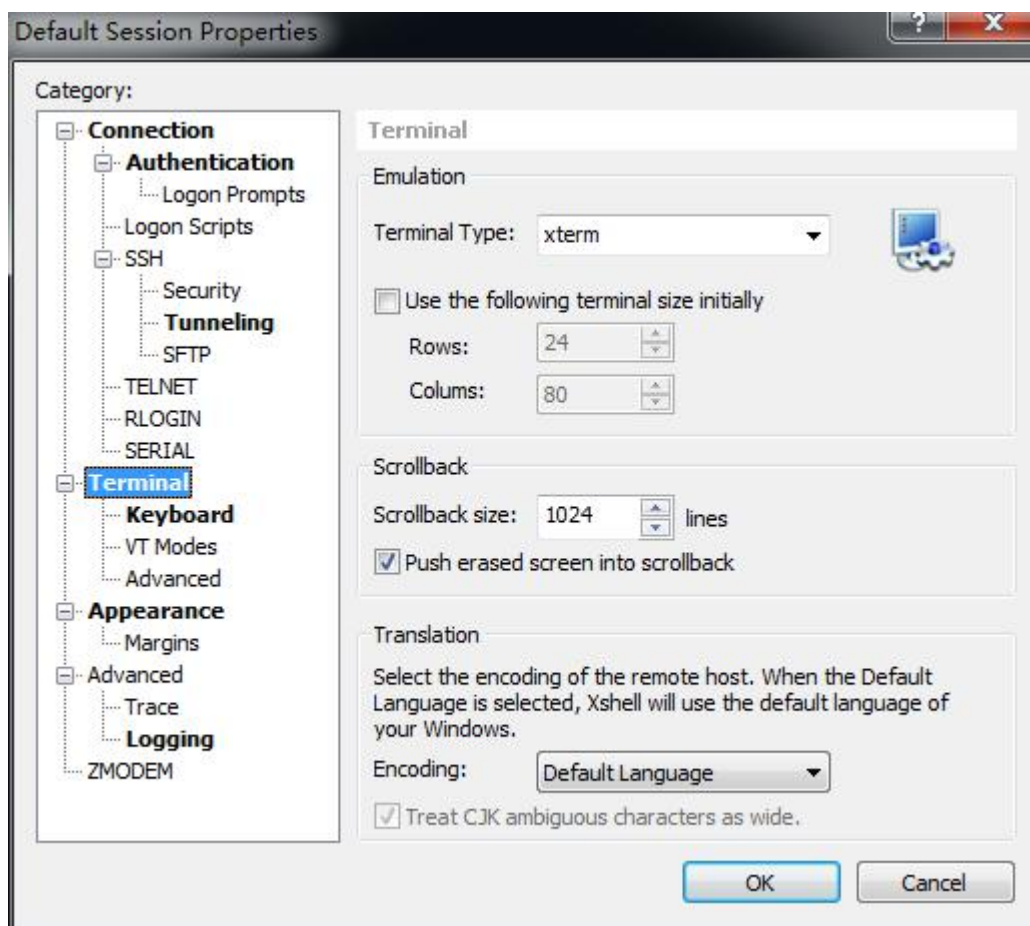 Default Session Properties
?
Category:
Connection
Authentication
Logon Prompts
Logon Scripts
SSH
Security
Tunneling
SFTP
TELNET
RLOGIN
SERIAL
Terminal
Keyboard
VT Modes
Advanced
Appearance
Margins
Advanced
Trace
Logging
ZMODEM
Terminal
Emulation
Terminal Type: xterm
Use the following terminal size initially
Rows: 24
Colums: 80
Scrollback
Scrollback size: 1024 lines
Push erased screen into scrollback
Translation
Select the encoding of the remote host. When the Default
Language is selected, Xshell will use the default language of
your Windows.
Encoding: Default Language
Treat CJK ambiguous characters as wide.
OK Cancel